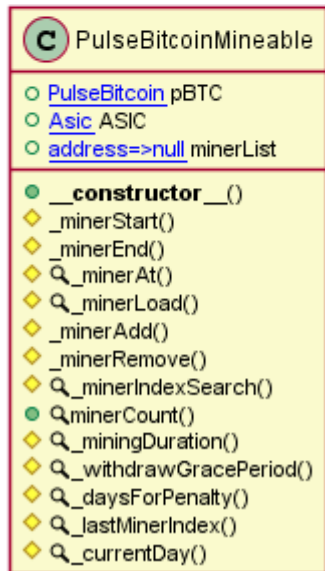 C PulseBitcoinMineable
PulseBitcoin pBTC
Asic ASIC
address=>null minerList
__constructor__()
_minerStart()
_minerEnd()
_minerAt()
_minerLoad()
_minerAdd()
_minerRemove()
_minerIndexSearch()
minerCount()
_miningDuration()
_withdrawGracePeriod()
_daysForPenalty()
_lastMinerIndex()
_currentDay()